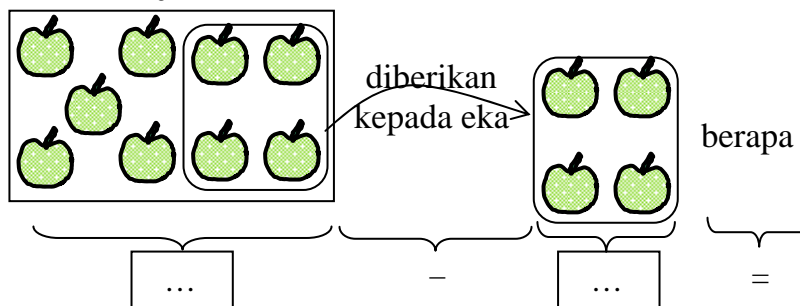 diberikan
kepada eka
berapa
… – … =